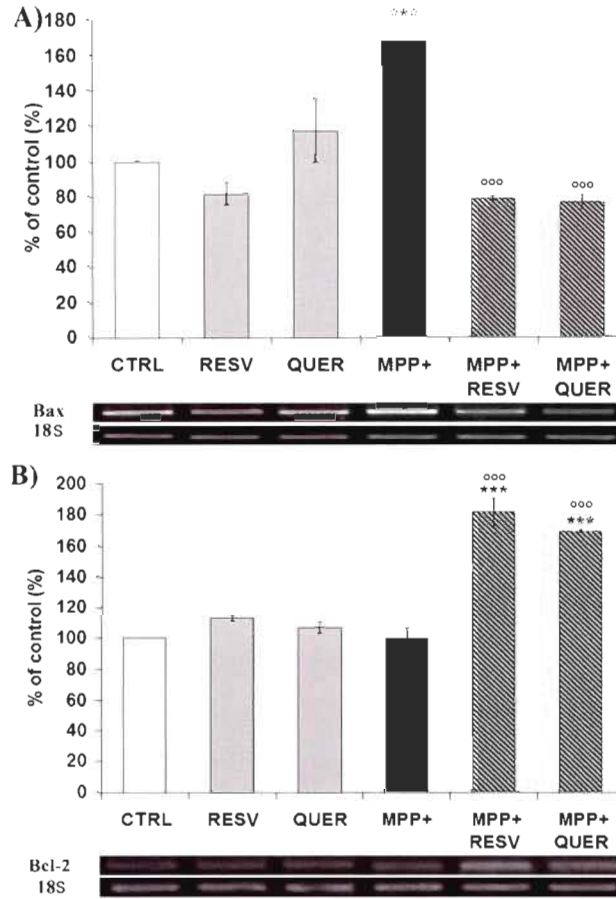 A)
☆★☆
180
160
140
120
100
80
60
40
20
0
% of control (%)
°°° °°°
CTRL RESV QUER MPP+ MPP+ MPP+
RESV QUER
Bax
18S
B)
200
180
160
140
120
100
80
60
40
20
0
% of control (%)
°°° °°°
*** ***
CTRL RESV QUER MPP+ MPP+ MPP+
RESV QUER
Bcl-2
18S